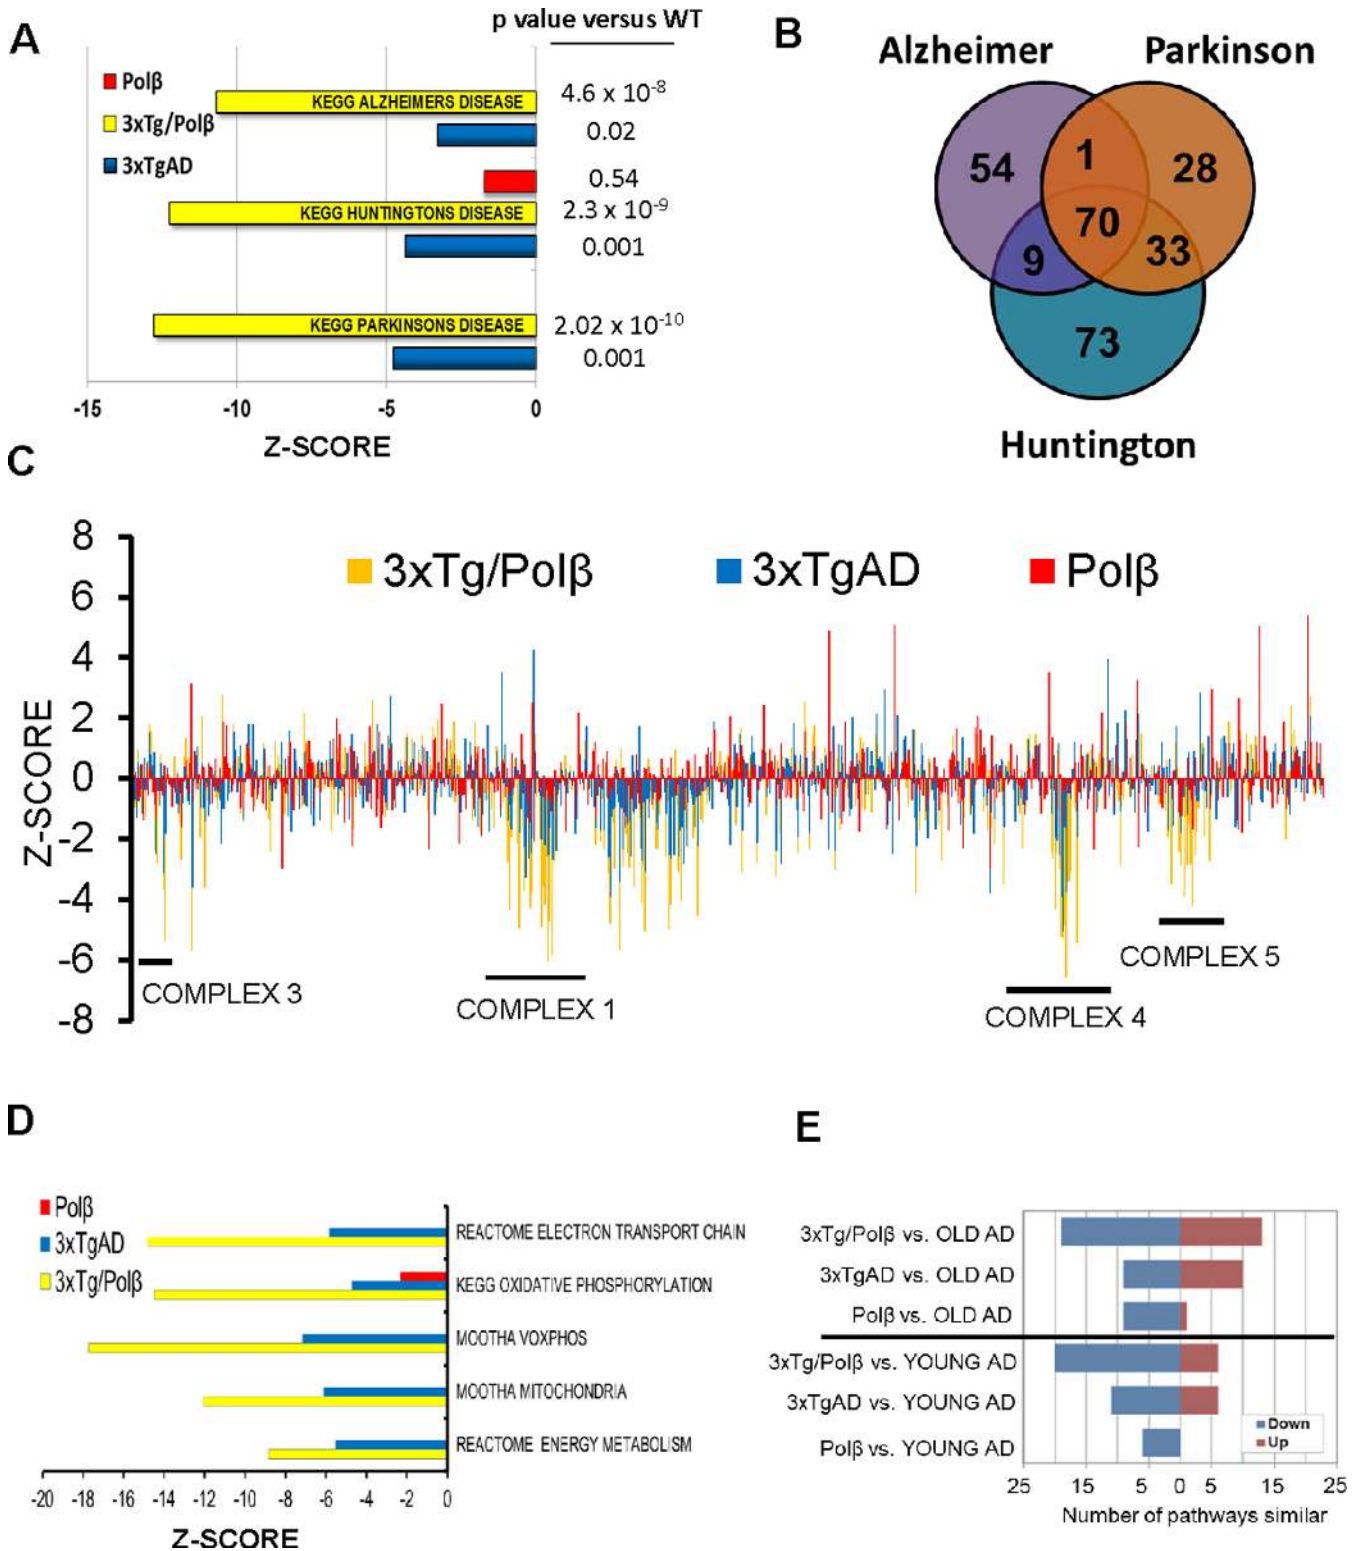 A
p value versus WT
Polβ
3xTg/Polβ
3xTgAD
KEGG ALZHEIMERS DISEASE
4.6 x 10-8
0.02
0.54
KEGG HUNTINGTONS DISEASE
2.3 x 10-9
0.001
KEGG PARKINSONS DISEASE
2.02 x 10-10
0.001
-15 -10 -5 0
Z-SCORE
B
Alzheimer Parkinson
54 1 28
70
9 33
73
Huntington
C
8
6
4
2
0
-2
-4
-6
-8
Z-SCORE
3xTg/Polβ 3xTgAD Polβ
COMPLEX 3
COMPLEX 1
COMPLEX 4
COMPLEX 5
D
Polβ
3xTgAD
3xTg/Polβ
REACTOME ELECTRON TRANSPORT CHAIN
KEGG OXIDATIVE PHOSPHORYLATION
MOOTHA VOXPHOS
MOOTHA MITOCHONDRIA
REACTOME ENERGY METABOLISM
-20 -18 -16 -14 -12 -10 -8 -6 -4 -2 0
Z-SCORE
E
3xTg/Polβ vs. OLD AD
3xTgAD vs. OLD AD
Polβ vs. OLD AD
3xTg/Polβ vs. YOUNG AD
3xTgAD vs. YOUNG AD
Polβ vs. YOUNG AD
Down
Up
25 15 5 0 5 15 25
Number of pathways similar